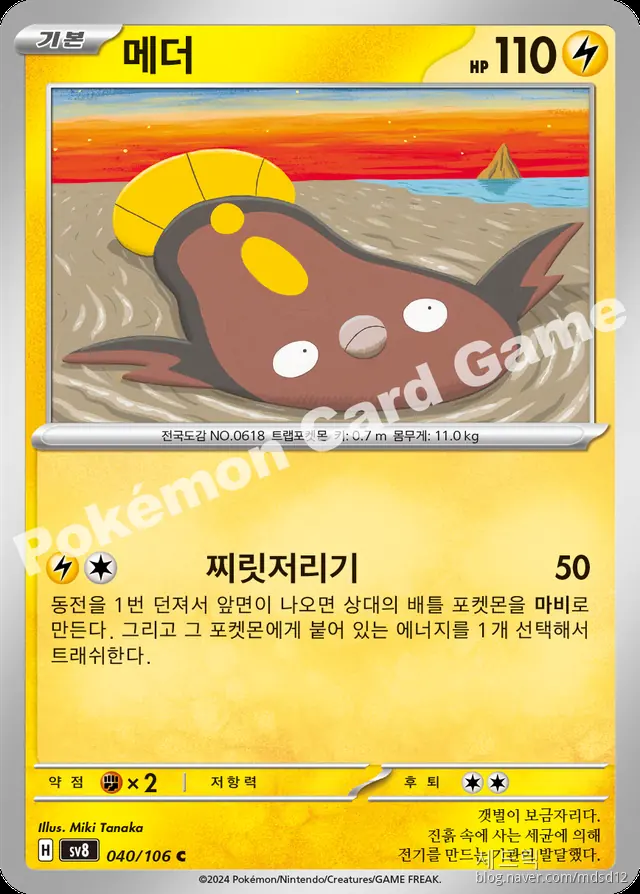 기본 메더 HP 110
전국도감 NO.0618 트랩포켓몬 키: 0.7 m 몸무게: 11.0 kg
Pokémon Card Game
찌릿저리기 50
동전을 1번 던져서 앞면이 나오면 상대의 배틀 포켓몬을 마비로
만든다. 그리고 그 포켓몬에게 붙어 있는 에너지를 1개 선택해서
트래쉬한다.
약점 ×2 저항력 후퇴
Illus. Miki Tanaka
H sv8 040/106 C
갯벌이 보금자리다.
진흙 속에 사는 세균에 의해
전기를 만드는 기관이 발달했다.
©2024 Pokémon/Nintendo/Creatures/GAME FREAK.
blog.naver.com/mdsd12